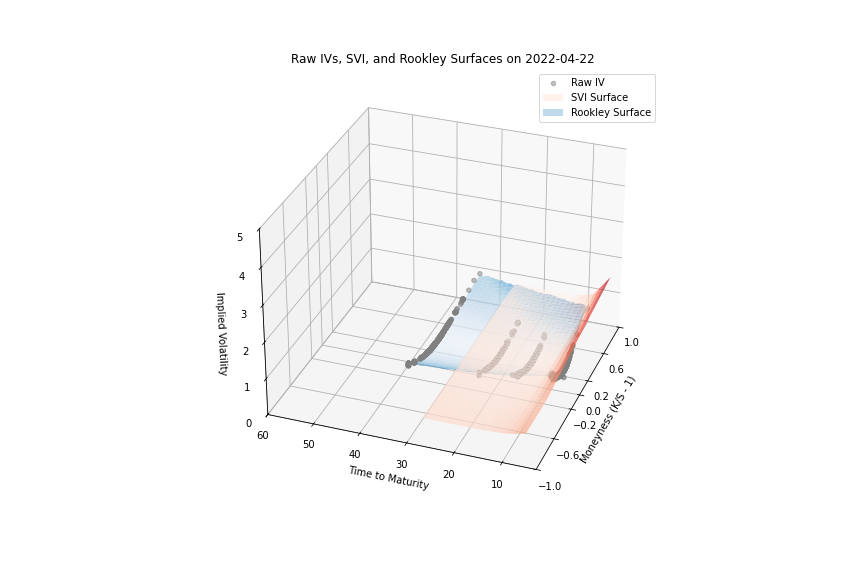 Raw IVs, SVI, and Rookley Surfaces on 2022-04-22
Raw IV
SVI Surface
Rookley Surface
5
4
3
2
1
0
Implied Volatility
60
50
40
30
20
10
Time to Maturity
1.0
0.6
0.2
0.0
−0.2
−0.6
−1.0
Moneyness (K/S - 1)